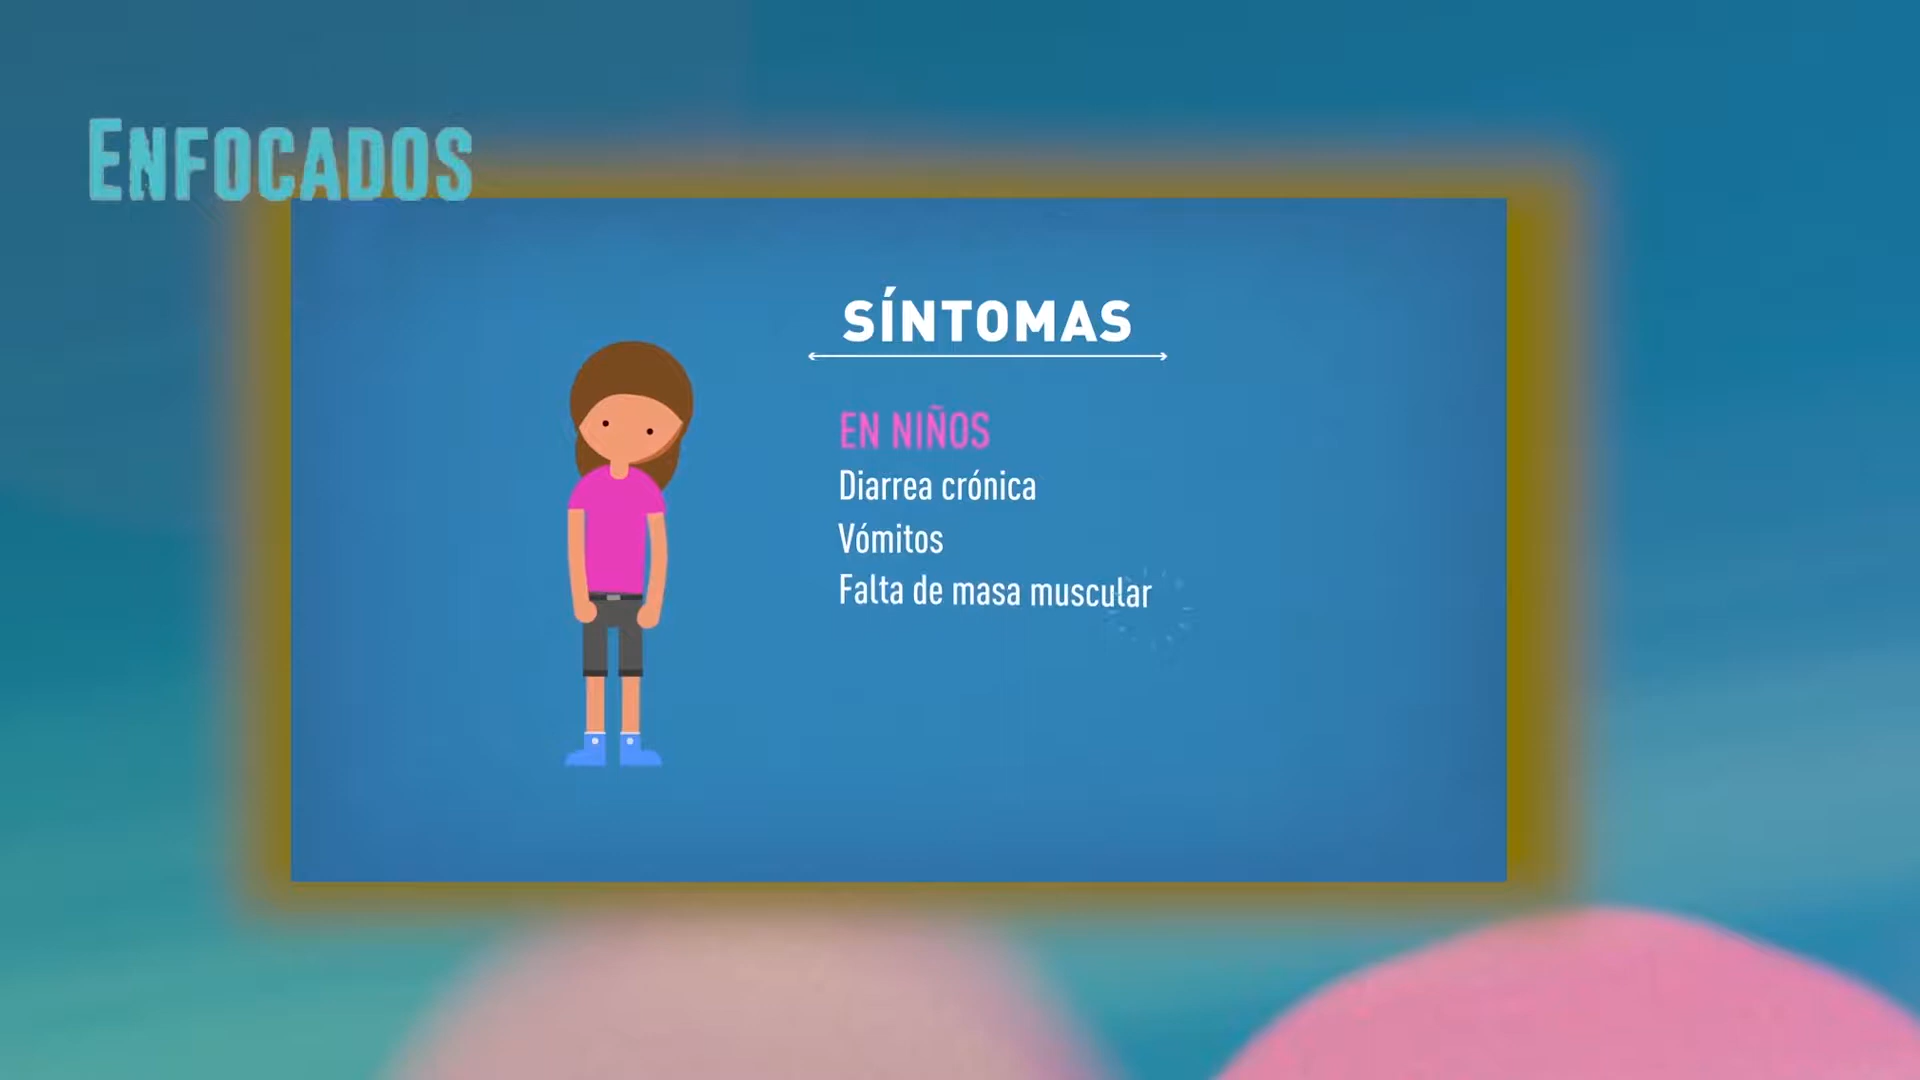 ENFOCADOS
SÍNTOMAS
EN NIÑOS
Diarrea crónica
Vómitos
Falta de masa muscular